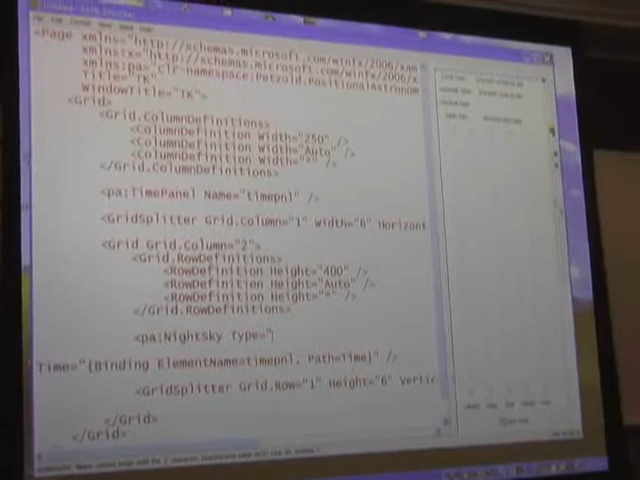 <Page xmlns="http://schemas.microsoft.com/winfx/2006/xam
xmlns:x="http://schemas.microsoft.com/winfx/2006/x
xmlns:pa="clr-namespace:Petzold.PositionalAstronom
Title="TK"
WindowTitle="TK">
<Grid>
<Grid.ColumnDefinitions>
<ColumnDefinition Width="250" />
<ColumnDefinition Width="Auto" />
<ColumnDefinition Width="*" />
</Grid.ColumnDefinitions>
<pa:TimePanel Name="timepnl" />
<GridSplitter Grid.Column="1" Width="6" Horizont
<Grid Grid.Column="2">
<Grid.RowDefinitions>
<RowDefinition Height="400" />
<RowDefinition Height="Auto" />
<RowDefinition Height="*" />
</Grid.RowDefinitions>
<pa:NightSky Type="
Time="{Binding ElementName=timepnl, Path=Time}" />
<GridSplitter Grid.Row="1" Height="6" Vertic
</Grid>
</Grid>